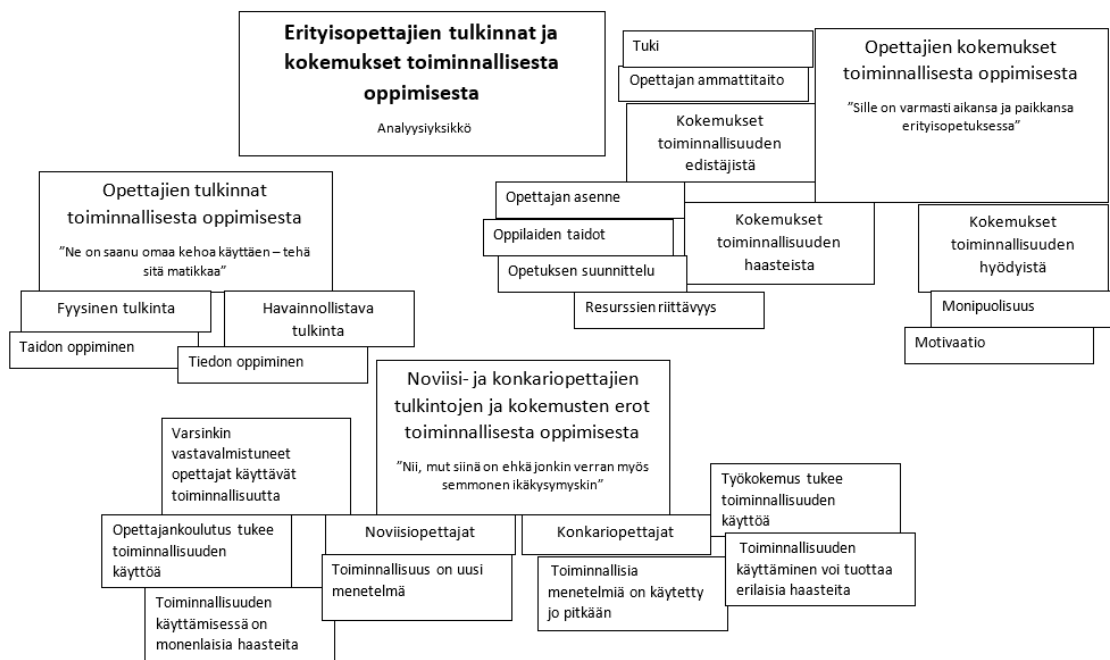 Erityisopettajien tulkinnat ja
kokemukset toiminnallisesta
oppimisesta
Analyysiyksikkö
Tuki
Opettajan ammattitaito
Kokemukset
toiminnallisuuden
edistäjistä
Opettajien kokemukset
toiminnallisesta oppimisesta
”Sille on varmasti aikansa ja paikkansa
erityisopetuksessa”
Opettajien tulkinnat
toiminnallisesta oppimisesta
”Ne on saanu omaa kehoa käyttäen – tehä
sitä matikkaa”
Fyysinen tulkinta
Havainnollistava
tulkinta
Taidon oppiminen
Tiedon oppiminen
Opettajan asenne
Oppilaiden taidot
Opetuksen suunnittelu
Resurssien riittävyys
Kokemukset
toiminnallisuuden
haasteista
Kokemukset
toiminnallisuuden
hyödyistä
Monipuolisuus
Motivaatio
Noviisi- ja konkariopettajien
tulkintojen ja kokemusten erot
toiminnallisesta oppimisesta
”Nii, mut siinä on ehkä jonkin verran myös
semmonen ikäkysymyskin”
Varsinkin
vastavalmistuneet
opettajat käyttävät
toiminnallisuutta
Opettajankoulutus tukee
toiminnallisuuden
käyttöä
Toiminnallisuuden
käyttämisessä on
monenlaisia haasteita
Noviisiopettajat
Toiminnallisuus on uusi
menetelmä
Konkariopettajat
Toiminnallisia
menetelmiä on käytetty
jo pitkään
Työkokemus tukee
toiminnallisuuden
käyttöä
Toiminnallisuuden
käyttäminen voi tuottaa
erilaisia haasteita